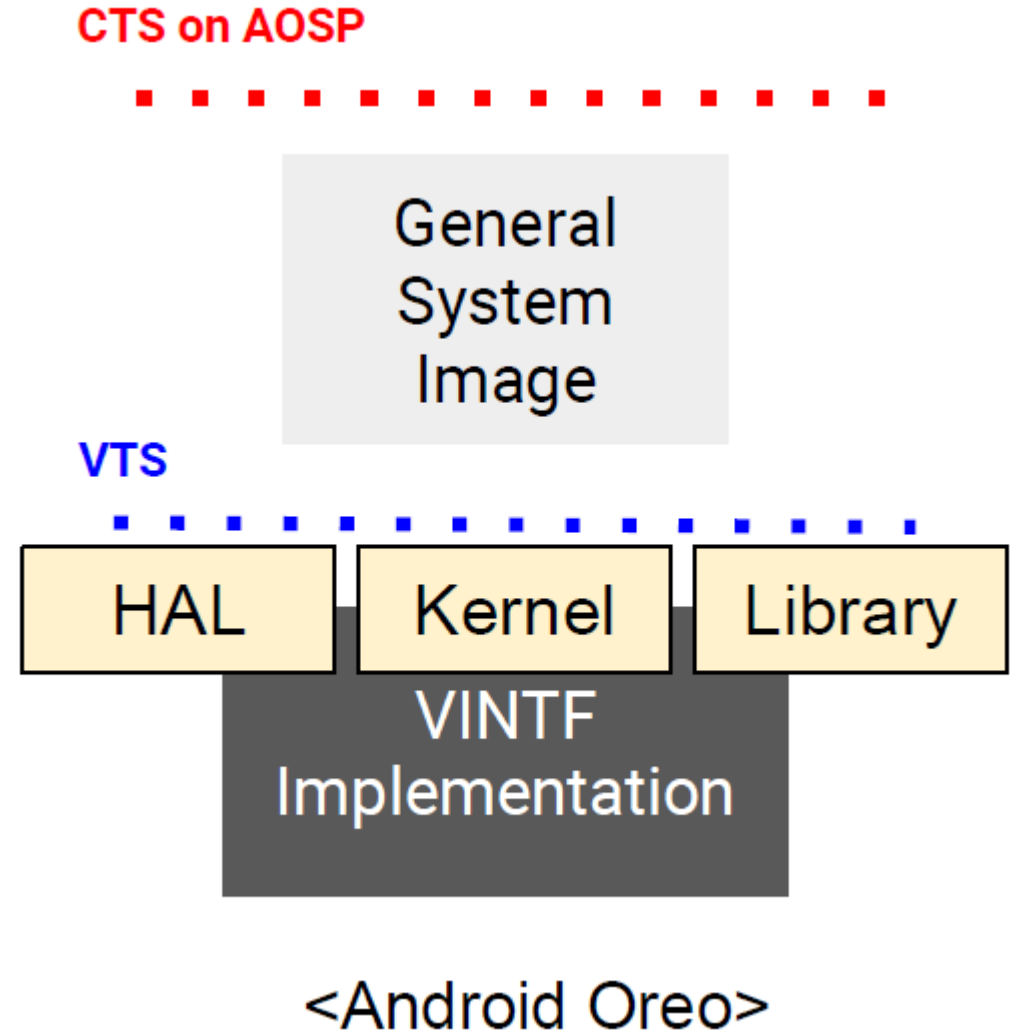 CTS on AOSP
General
System
Image
VTS
HAL
Kernel
Library
VINTF
Implementation
<Android Oreo>